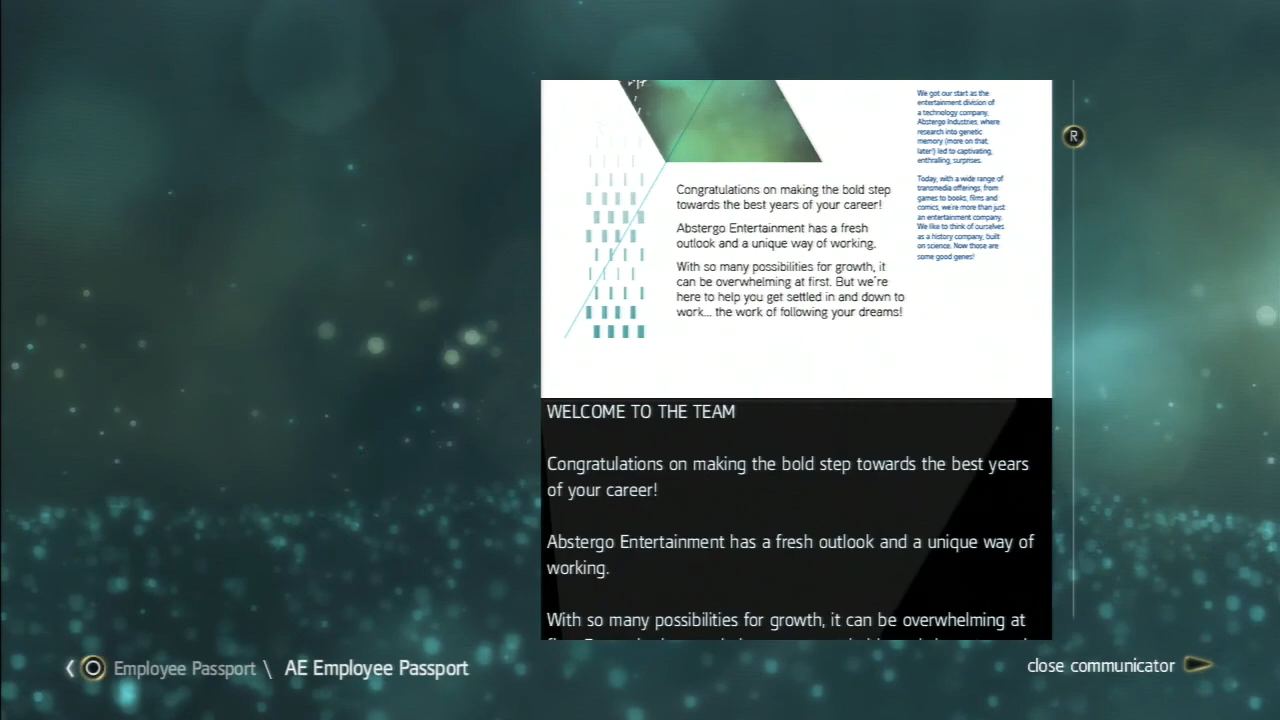 Congratulations on making the bold step
towards the best years of your career!
Abstergo Entertainment has a fresh
outlook and a unique way of working.
With so many possibilities for growth, it
can be overwhelming at first. But we're
here to help you get settled in and down to
work... the work of following your dreams!
We got our start as the
entertainment division of
a technology company,
Abstergo Industries, where
research into genetic
memory (more on that,
later!) led to captivating,
enthralling, surprises.
Today, with a wide range of
transmedia offerings, from
games to books, films and
comics, we're more than just
an entertainment company.
We like to think of ourselves
as a history company, built
on science. Now those are
some good genes!
R
WELCOME TO THE TEAM
Congratulations on making the bold step towards the best years
of your career!
Abstergo Entertainment has a fresh outlook and a unique way of
working.
With so many possibilities for growth, it can be overwhelming at
Employee Passport \ AE Employee Passport
close communicator